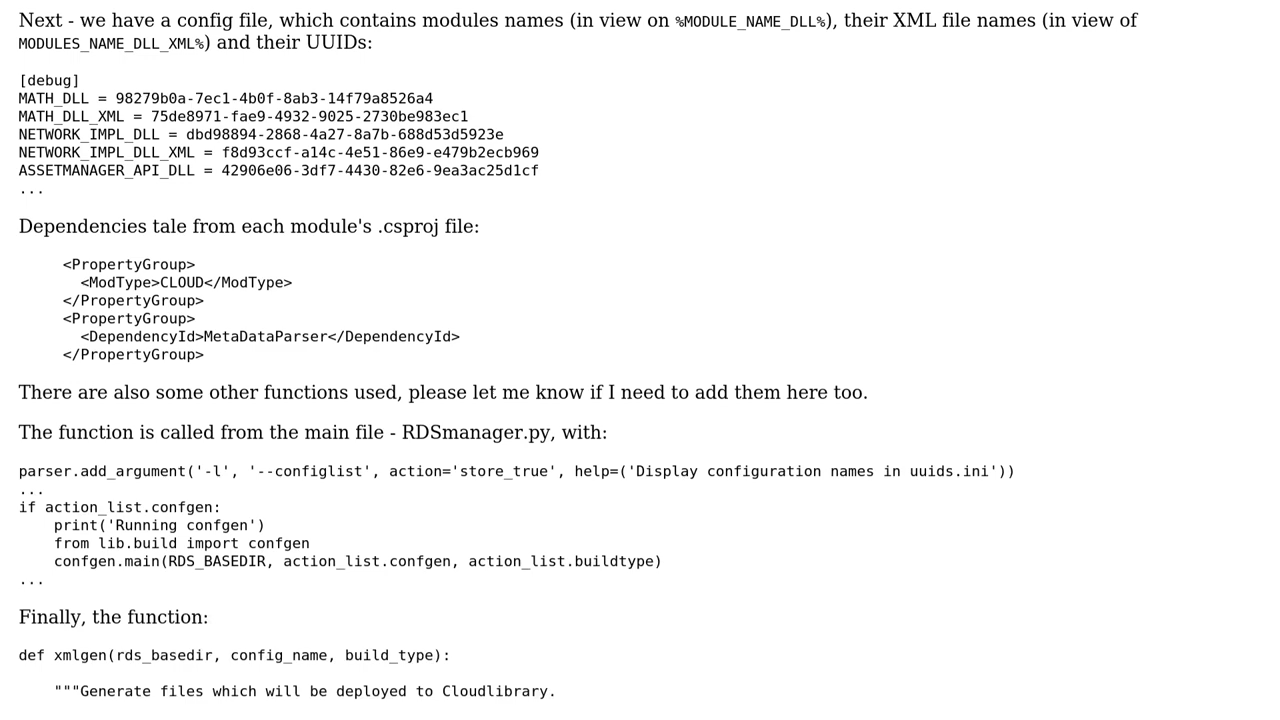 Next - we have a config file, which contains modules names (in view on %MODULE_NAME_DLL%), their XML file names (in view of
MODULES_NAME_DLL_XML%) and their UUIDs:
[debug]
MATH_DLL = 98279b0a-7ec1-4b0f-8ab3-14f79a8526a4
MATH_DLL_XML = 75de8971-fae9-4932-9025-2730be983ec1
NETWORK_IMPL_DLL = dbd98894-2868-4a27-8a7b-688d53d5923e
NETWORK_IMPL_DLL_XML = f8d93ccf-a14c-4e51-86e9-e479b2ecb969
ASSETMANAGER_API_DLL = 42906e06-3df7-4430-82e6-9ea3ac25d1cf
...
Dependencies tale from each module's .csproj file:
<PropertyGroup>
<ModType>CLOUD</ModType>
</PropertyGroup>
<PropertyGroup>
<DependencyId>MetaDataParser</DependencyId>
</PropertyGroup>
There are also some other functions used, please let me know if I need to add them here too.
The function is called from the main file - RDSmanager.py, with:
parser.add_argument('-l', '--configlist', action='store_true', help=('Display configuration names in uuids.ini'))
...
if action_list.confgen:
    print('Running confgen')
    from lib.build import confgen
    confgen.main(RDS_BASEDIR, action_list.confgen, action_list.buildtype)
...
Finally, the function:
def xmlgen(rds_basedir, config_name, build_type):
    """Generate files which will be deployed to Cloudlibrary.